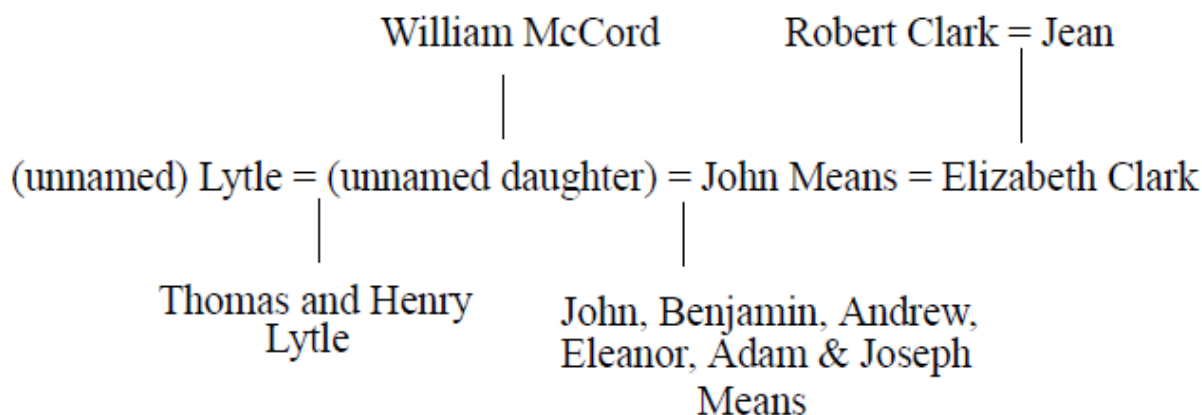 William McCord Robert Clark = Jean
(unnamed) Lytle = (unnamed daughter) = John Means = Elizabeth Clark
Thomas and Henry
Lytle
John, Benjamin, Andrew,
Eleanor, Adam & Joseph
Means